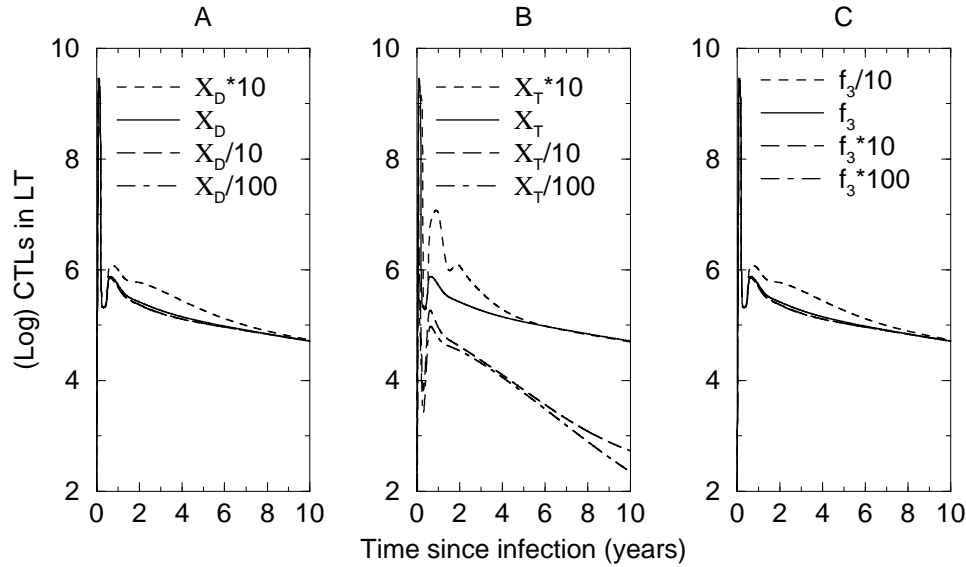 A
B
C
(Log) CTLs in LT
10
8
6
4
2
X_D*10
X_D
X_D/10
X_D/100
0 2 4 6 8 10
10
8
6
4
2
X_T*10
X_T
X_T/10
X_T/100
0 2 4 6 8 10
10
8
6
4
2
f_3/10
f_3
f_3*10
f_3*100
0 2 4 6 8 10
Time since infection (years)